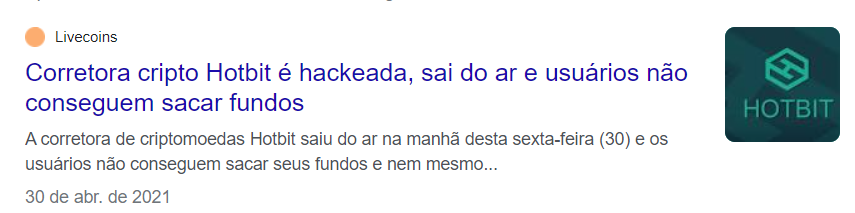 Livecoins
Corretora cripto Hotbit é hackeada, sai do ar e usuários não
conseguem sacar fundos
A corretora de criptomoedas Hotbit saiu do ar na manhã desta sexta-feira (30) e os
usuários não conseguem sacar seus fundos e nem mesmo...
30 de abr. de 2021
HOTBIT